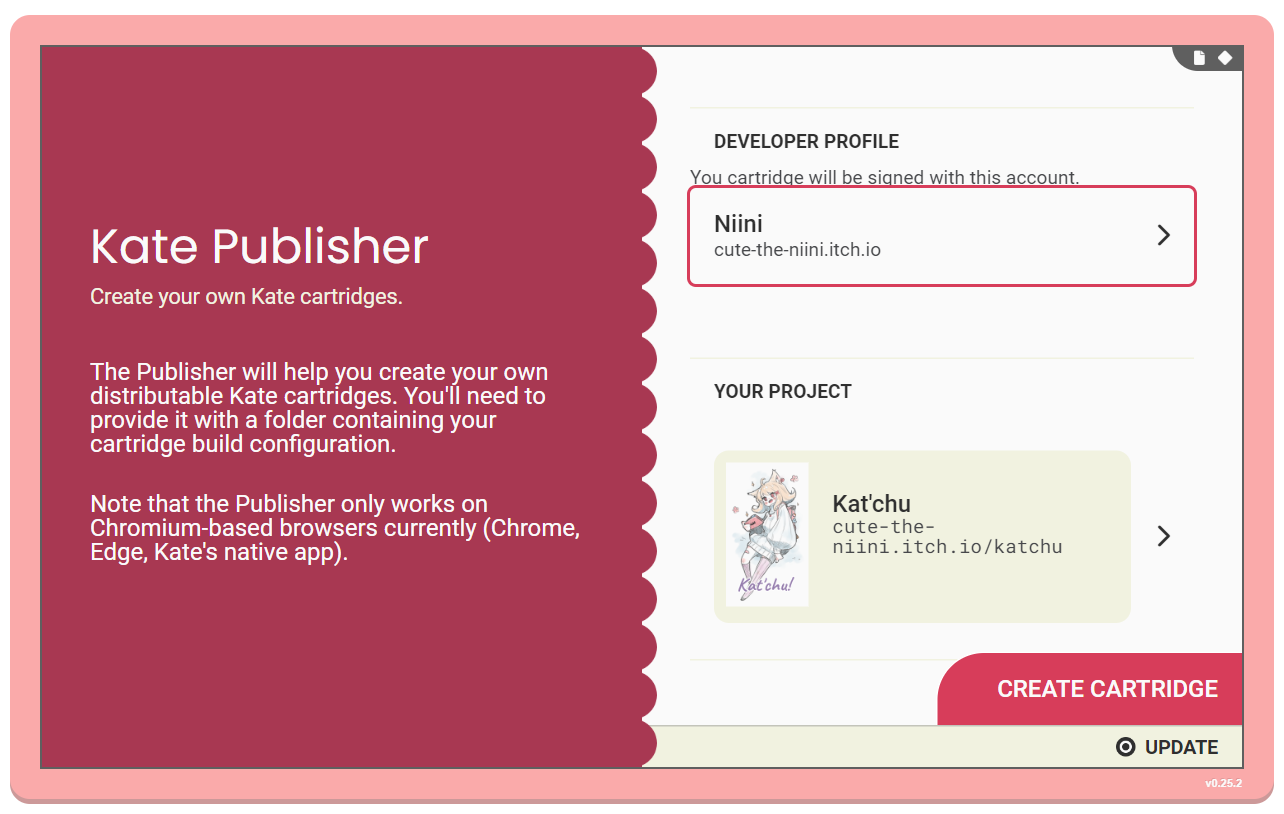 Kate Publisher
Create your own Kate cartridges.
The Publisher will help you create your own
distributable Kate cartridges. You'll need to
provide it with a folder containing your
cartridge build configuration.
Note that the Publisher only works on
Chromium-based browsers currently (Chrome,
Edge, Kate's native app).
DEVELOPER PROFILE
You cartridge will be signed with this account.
Niini
cute-the-niini.itch.io
YOUR PROJECT
Kat'chu!
Kat'chu
cute-the-
niini.itch.io/katchu
CREATE CARTRIDGE
UPDATE
v0.25.2